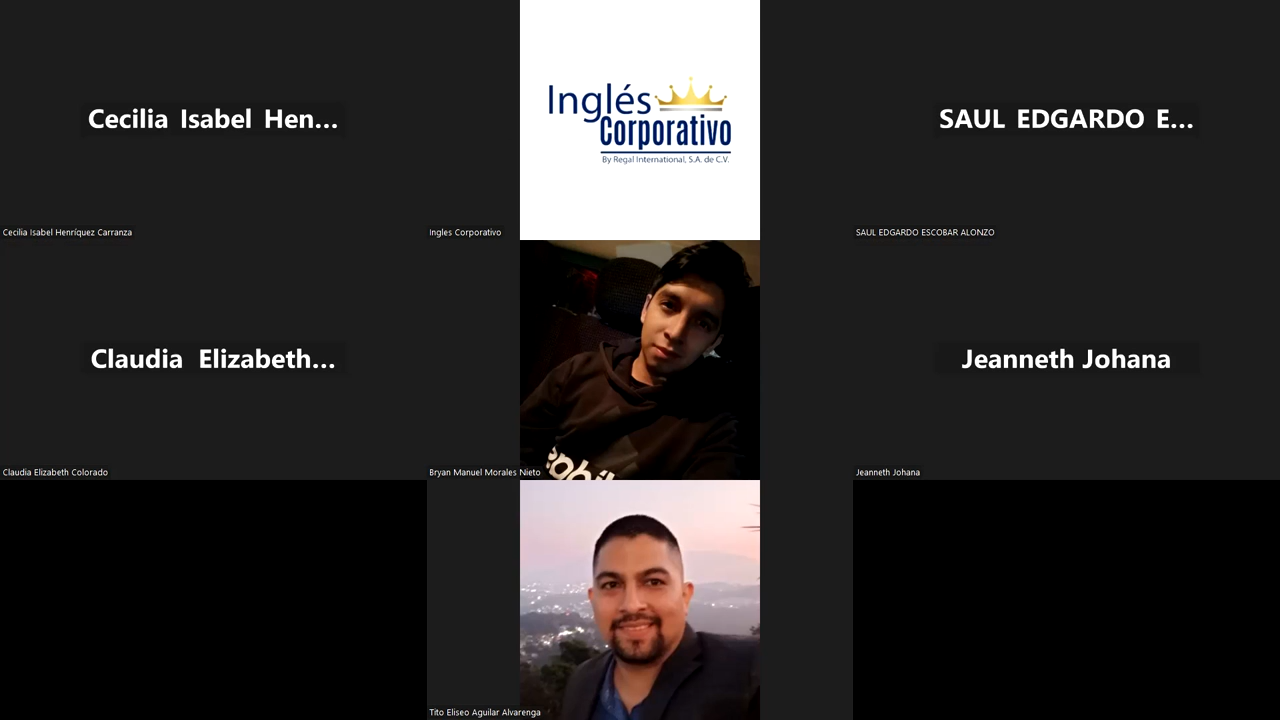 Cecilia Isabel Hen...
Cecilia Isabel Henríquez Carranza
Inglés
Corporativo
By Regal International, S.A. de C.V.
Ingles Corporativo
SAUL EDGARDO E...
SAUL EDGARDO ESCOBAR ALONZO
Claudia Elizabeth...
Claudia Elizabeth Colorado
Bryan Manuel Morales Nieto
Jeanneth Johana
Jeanneth Johana
Tito Eliseo Aguilar Alvarenga